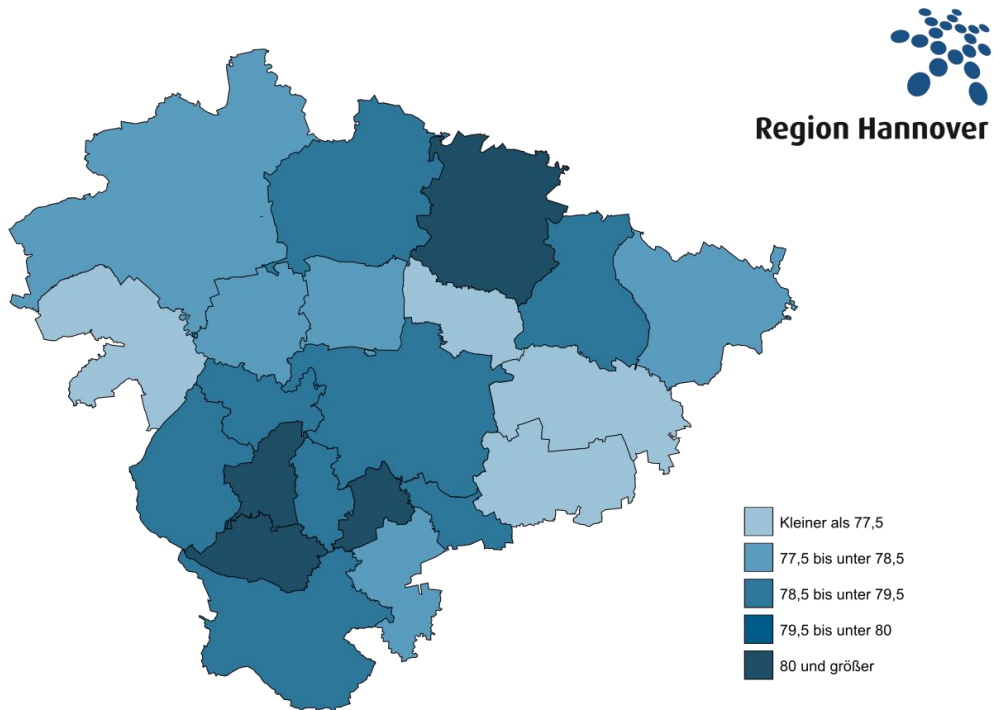 Region Hannover
Kleiner als 77,5
77,5 bis unter 78,5
78,5 bis unter 79,5
79,5 bis unter 80
80 und größer